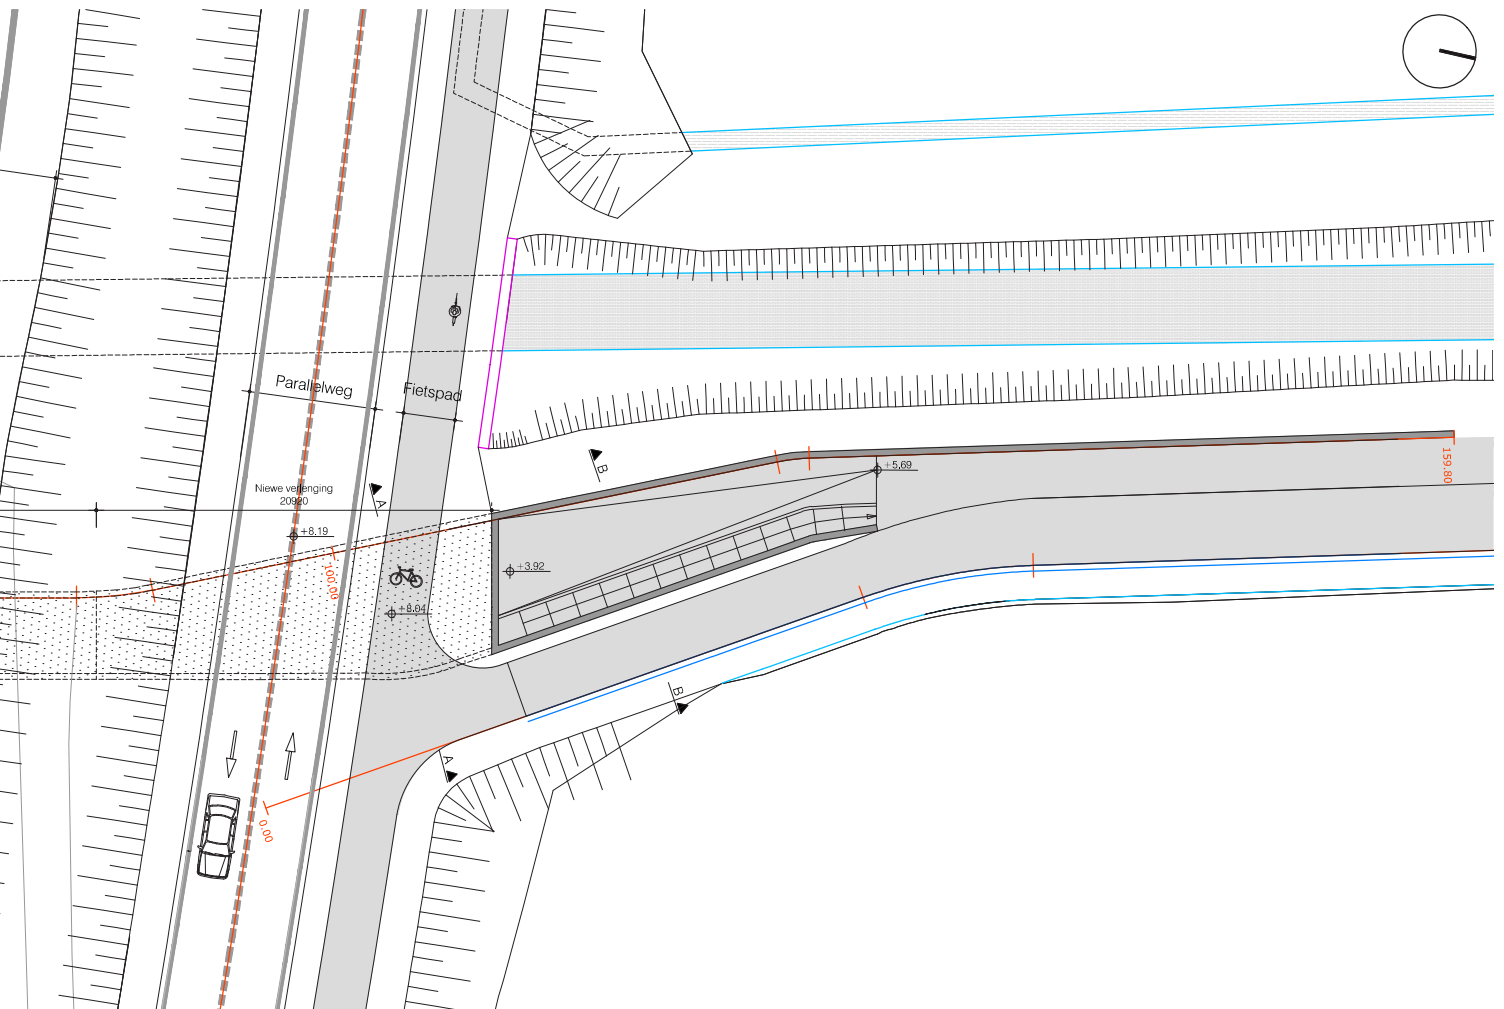 Parallelweg
Fietspad
B
+5,69
159.80
Niewe verlenging
20920
A
+8.19
100.00
+3.92
+8.04
B
A
0.00